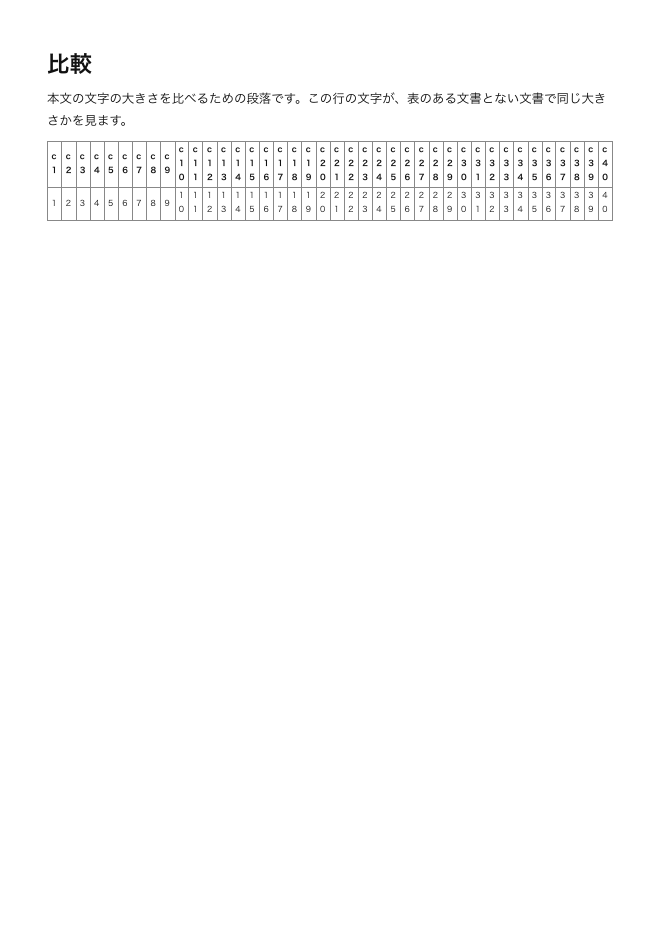 比較
本文の文字の大きさを比べるための段落です。この行の文字が、表のある文書とない文書で同じ大き
さかを見ます。
c1 c2 c3 c4 c5 c6 c7 c8 c9 c10 c11 c12 c13 c14 c15 c16 c17 c18 c19 c20 c21 c22 c23 c24 c25 c26 c27 c28 c29 c30 c31 c32 c33 c34 c35 c36 c37 c38 c39 c40
1 2 3 4 5 6 7 8 9 10 11 12 13 14 15 16 17 18 19 20 21 22 23 24 25 26 27 28 29 30 31 32 33 34 35 36 37 38 39 40